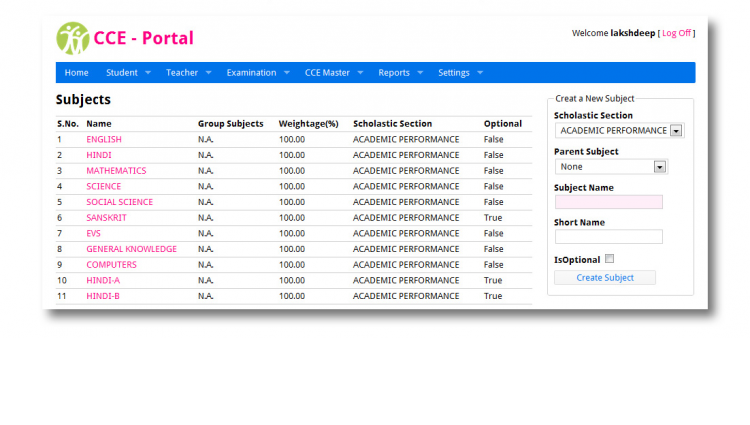 CCE - Portal
Welcome lakshdeep [ Log Off ]
Home Student Teacher Examination CCE Master Reports Settings
Subjects
S.No. Name Group Subjects Weightage(%) Scholastic Section Optional
1 ENGLISH N.A. 100.00 ACADEMIC PERFORMANCE False
2 HINDI N.A. 100.00 ACADEMIC PERFORMANCE False
3 MATHEMATICS N.A. 100.00 ACADEMIC PERFORMANCE False
4 SCIENCE N.A. 100.00 ACADEMIC PERFORMANCE False
5 SOCIAL SCIENCE N.A. 100.00 ACADEMIC PERFORMANCE False
6 SANSKRIT N.A. 100.00 ACADEMIC PERFORMANCE True
7 EVS N.A. 100.00 ACADEMIC PERFORMANCE False
8 GENERAL KNOWLEDGE N.A. 100.00 ACADEMIC PERFORMANCE False
9 COMPUTERS N.A. 100.00 ACADEMIC PERFORMANCE False
10 HINDI-A N.A. 100.00 ACADEMIC PERFORMANCE True
11 HINDI-B N.A. 100.00 ACADEMIC PERFORMANCE True
Creat a New Subject
Scholastic Section
ACADEMIC PERFORMANCE
Parent Subject
None
Subject Name
Short Name
IsOptional
Create Subject